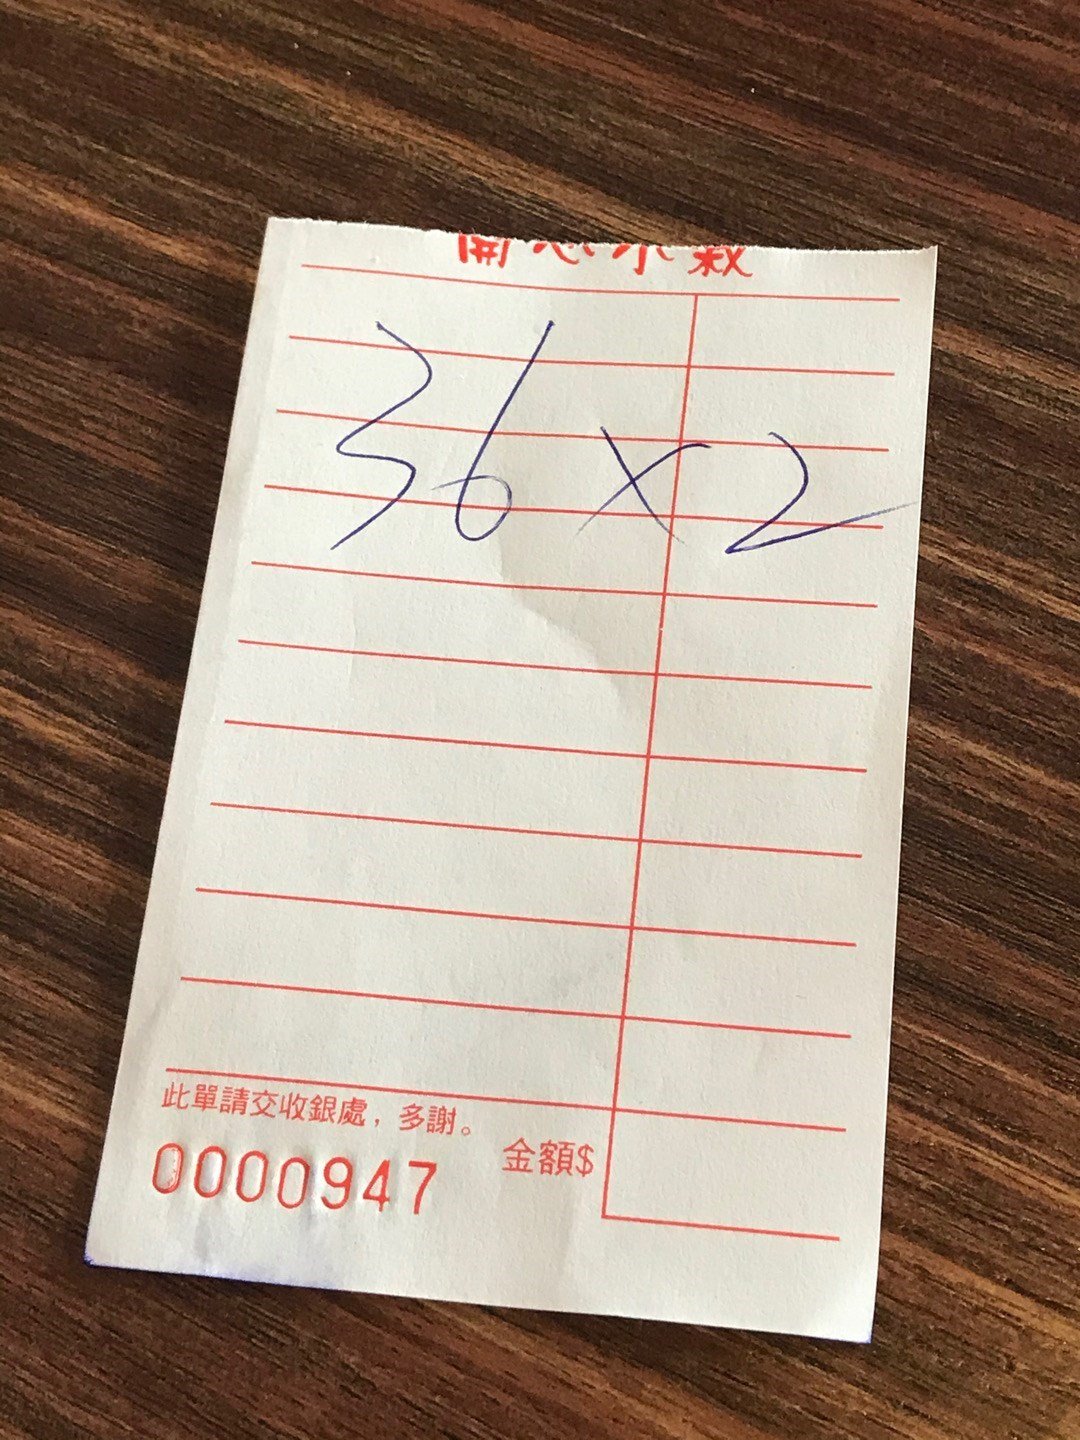 36 x 2
此單請交收銀處，多謝。
金額$
0000947